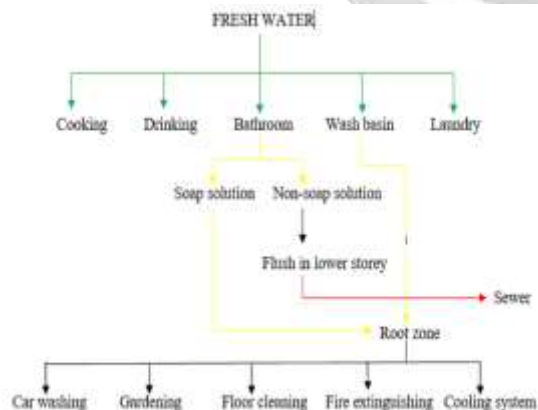 FRESH WATER
Cooking Drinking Bathroom Wash basin Laundry
Soap solution Non-soap solution
Flush in lower storey
Sewer
Root zone
Car washing Gardening Floor cleaning Fire extinguishing Cooling system